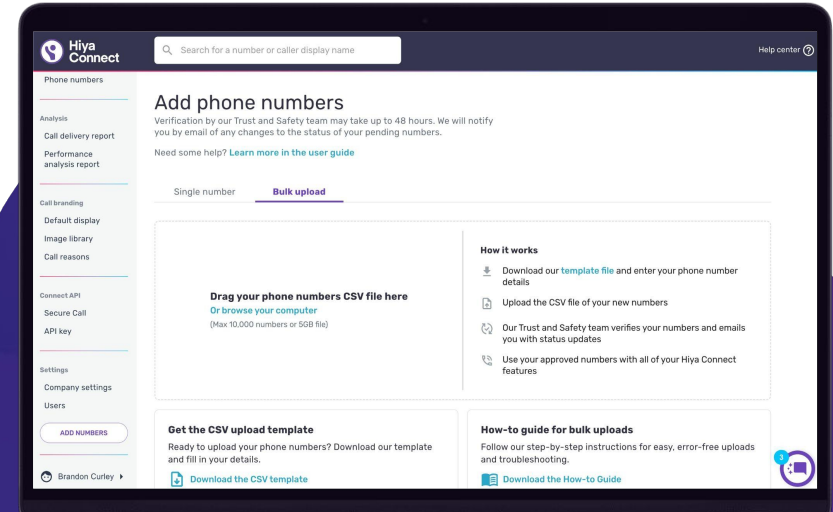 Hiya
Connect
Search for a number or caller display name
Help center
Phone numbers
Analysis
Call delivery report
Performance
analysis report
Call branding
Default display
Image library
Call reasons
Connect API
Secure Call
API key
Settings
Company settings
Users
ADD NUMBERS
Brandon Curley
Add phone numbers
Verification by our Trust and Safety team may take up to 48 hours. We will notify
you by email of any changes to the status of your pending numbers.
Need some help? Learn more in the user guide
Single number
Bulk upload
Drag your phone numbers CSV file here
Or browse your computer
(Max 10,000 numbers or 5GB file)
How it works
Download our template file and enter your phone number
details
Upload the CSV file of your new numbers
Our Trust and Safety team verifies your numbers and emails
you with status updates
Use your approved numbers with all of your Hiya Connect
features
Get the CSV upload template
Ready to upload your phone numbers? Download our template
and fill in your details.
Download the CSV template
How-to guide for bulk uploads
Follow our step-by-step instructions for easy, error-free uploads
and troubleshooting.
Download the How-to Guide
3